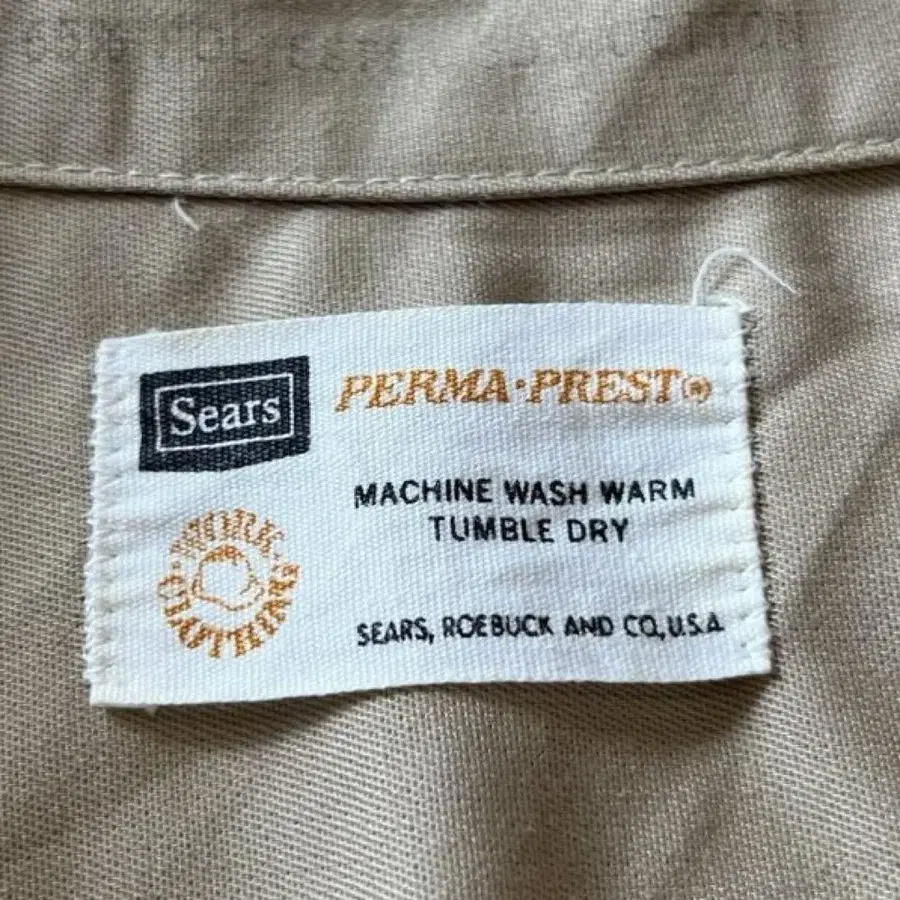 Sears
PERMA·PREST®
MACHINE WASH WARM
TUMBLE DRY
·WORK·
CLOTHING
SEARS, ROEBUCK AND CO., U.S.A.